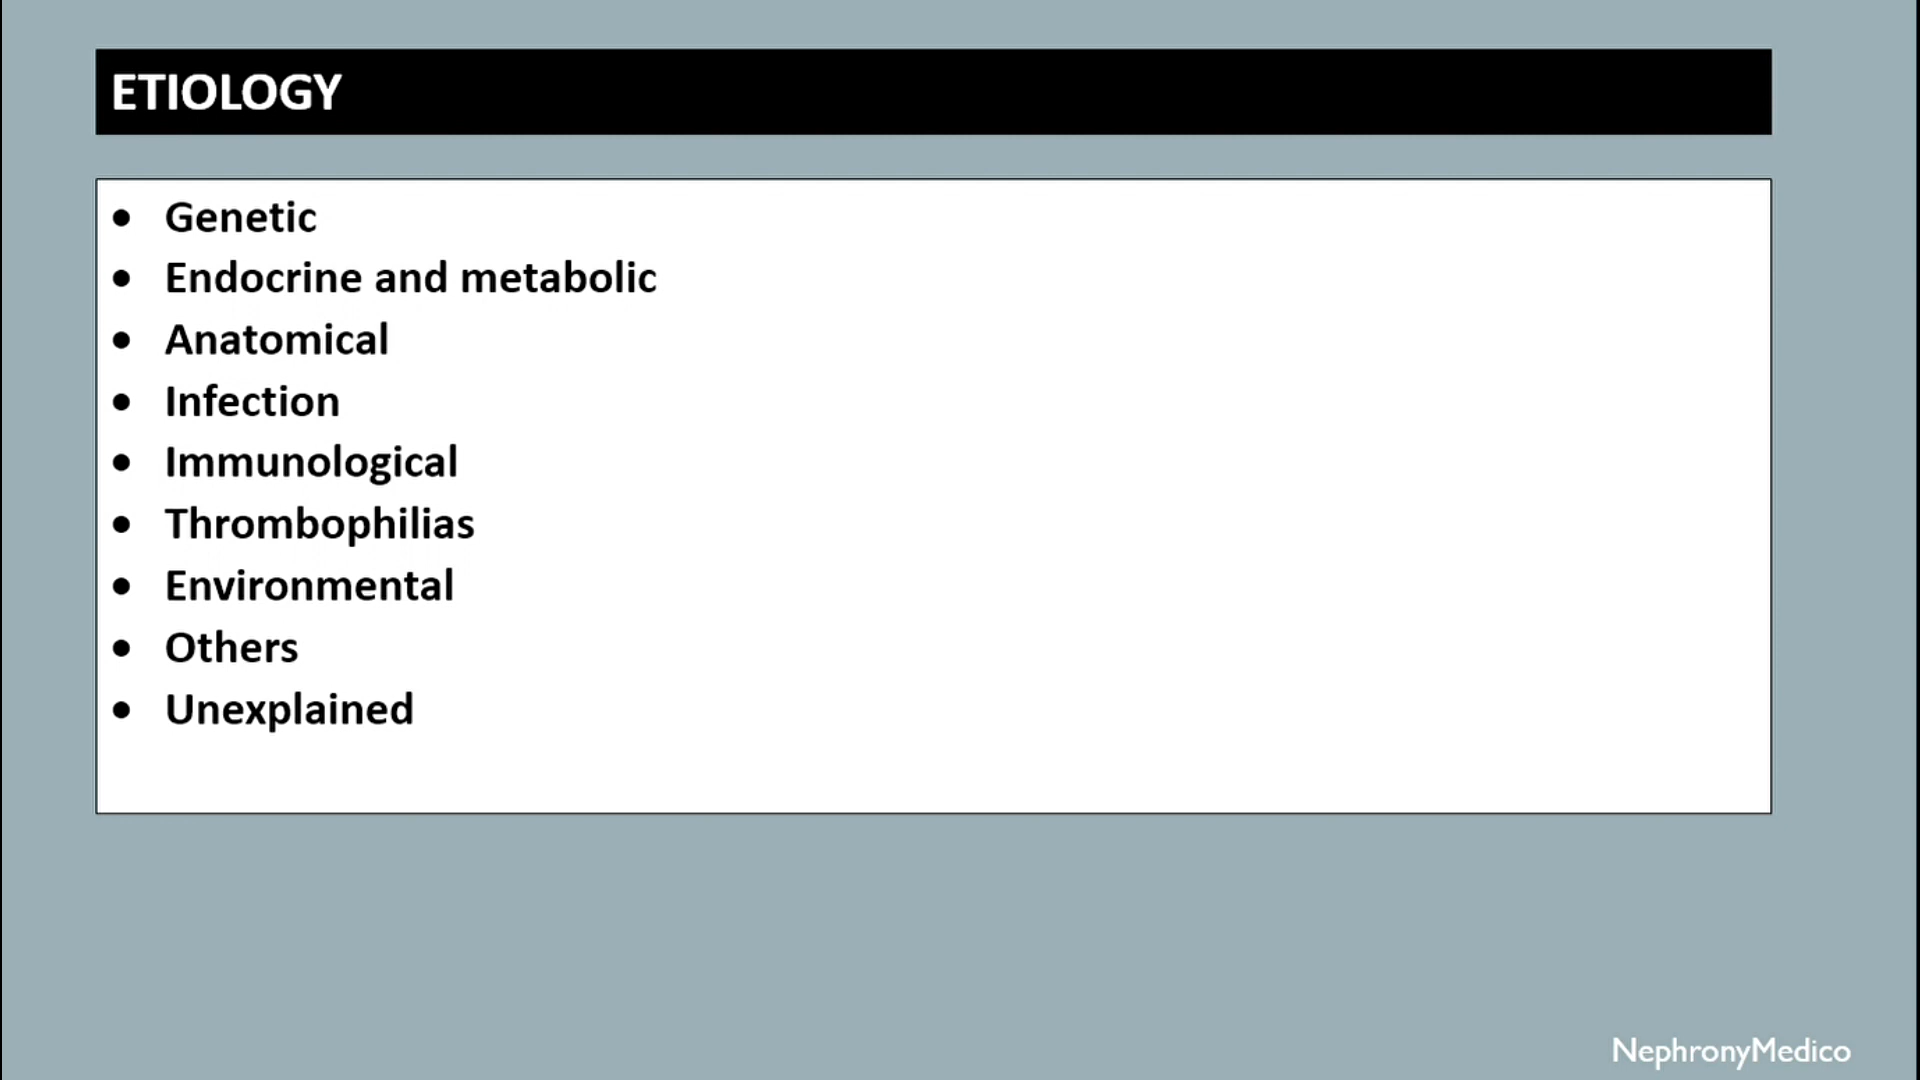 ETIOLOGY
• Genetic
• Endocrine and metabolic
• Anatomical
• Infection
• Immunological
• Thrombophilias
• Environmental
• Others
• Unexplained
NephronyMedico